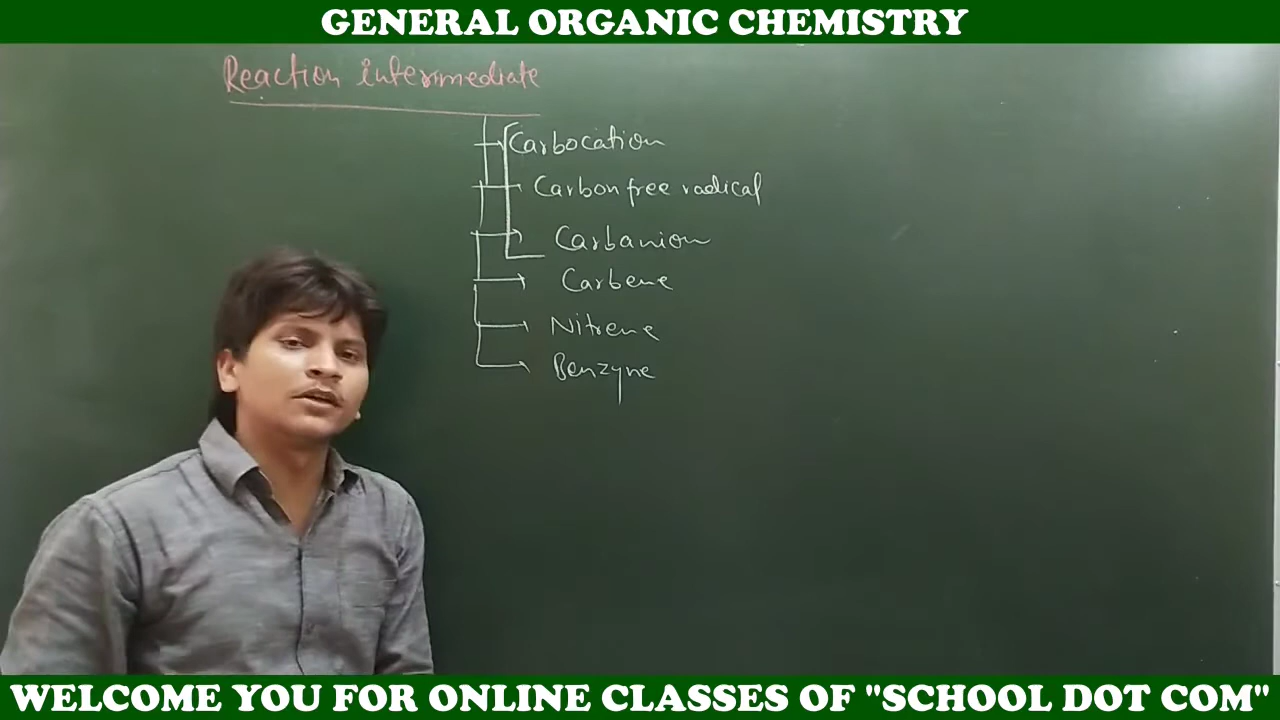 GENERAL ORGANIC CHEMISTRY
Reaction intermediate
Carbocation
Carbon free radical
Carbanion
Carbene
Nitrene
Benzyne
WELCOME YOU FOR ONLINE CLASSES OF "SCHOOL DOT COM"